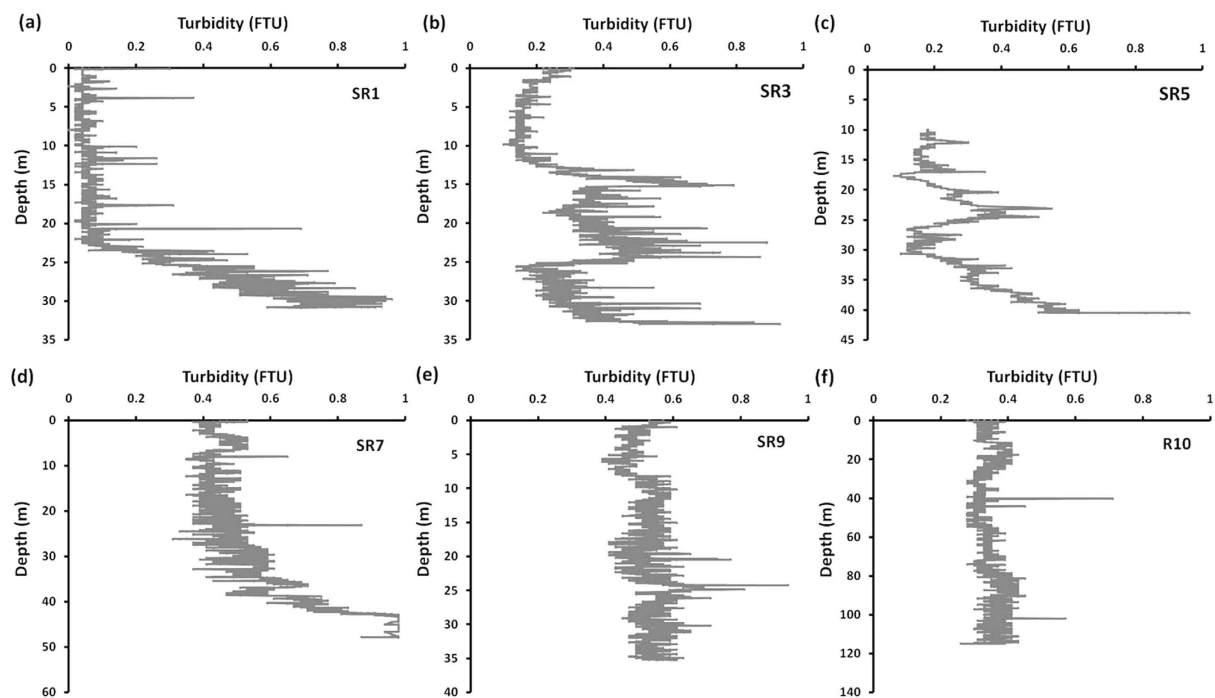 (a) Turbidity (FTU)
0 0.2 0.4 0.6 0.8 1
0
5
10
15
20
25
30
35
Depth (m)
SR1
(b) Turbidity (FTU)
0 0.2 0.4 0.6 0.8 1
0
5
10
15
20
25
30
35
Depth (m)
SR3
(c) Turbidity (FTU)
0 0.2 0.4 0.6 0.8 1
0
5
10
15
20
25
30
35
40
45
Depth (m)
SR5
(d) Turbidity (FTU)
0 0.2 0.4 0.6 0.8 1
0
10
20
30
40
50
60
Depth (m)
SR7
(e) Turbidity (FTU)
0 0.2 0.4 0.6 0.8 1
0
5
10
15
20
25
30
35
40
Depth (m)
SR9
(f) Turbidity (FTU)
0 0.2 0.4 0.6 0.8 1
0
20
40
60
80
100
120
140
Depth (m)
R10